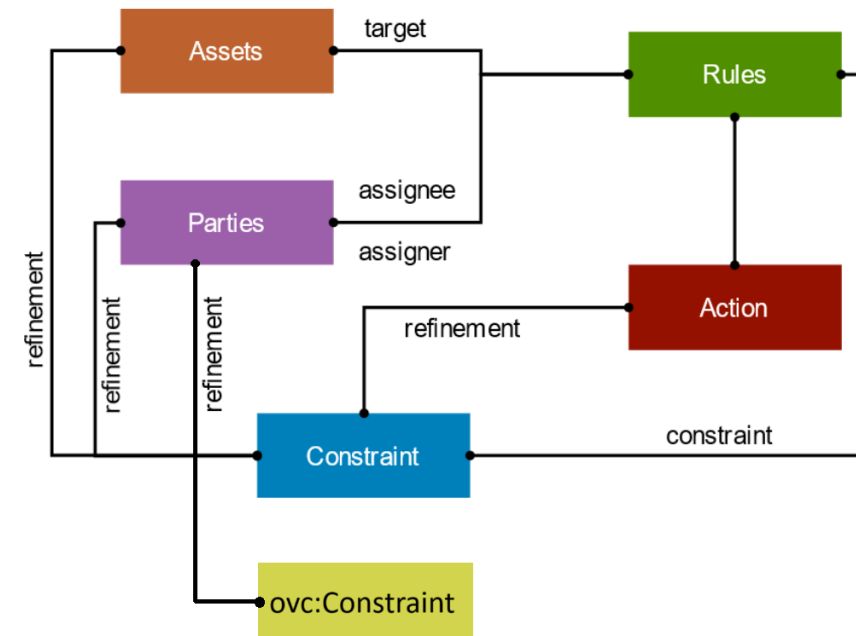 target
Assets
Rules
assignee
Parties
assigner
refinement
refinement
refinement
Action
refinement
constraint
Constraint
ovc:Constraint